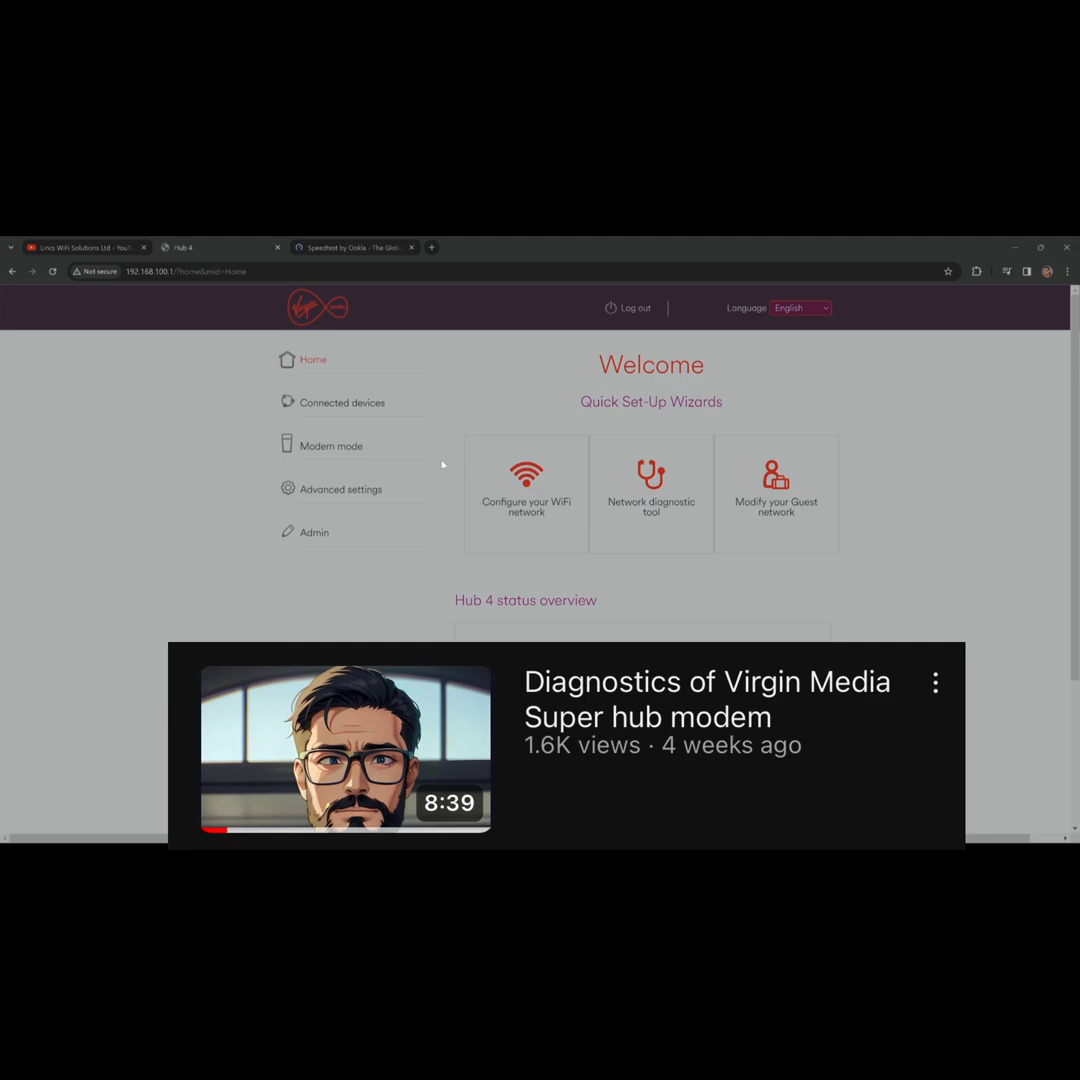 Lincs WiFi Solutions Ltd - YouT
Hub 4
Speedtest by Ookla - The Glob
Not secure
192.168.100.1/?home&mid=Home
Virgin media
Log out
Language
English
Home
Connected devices
Modem mode
Advanced settings
Admin
Welcome
Quick Set-Up Wizards
Configure your WiFi
network
Network diagnostic
tool
Modify your Guest
network
Hub 4 status overview
8:39
Diagnostics of Virgin Media
Super hub modem
1.6K views · 4 weeks ago